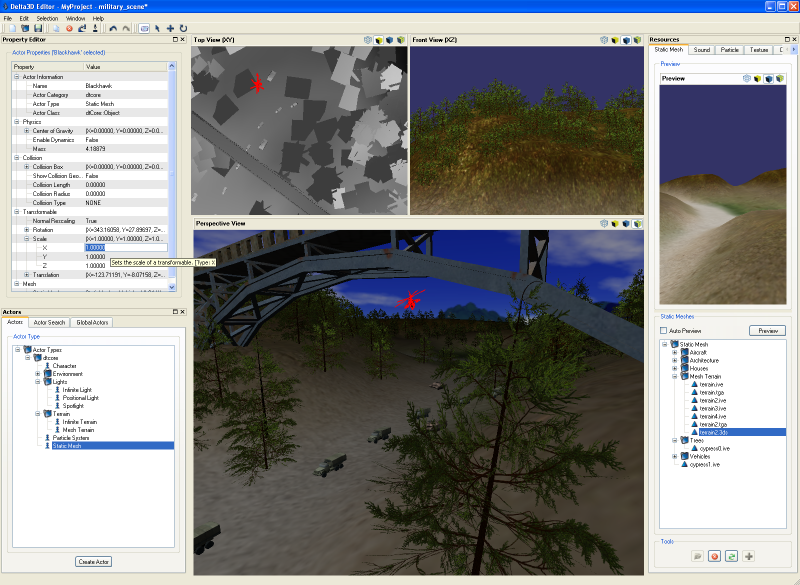 Delta3D Editor - MyProject - military_scene*
File Edit Selection Window Help
Property Editor
Actor Properties ('Blackhawk' selected)
Property Value
Actor Information
Name Blackhawk
Actor Category dtcore
Actor Type Static Mesh
Actor Class dtCore::Object
Physics
Center of Gravity (X=0.00000, Y=0.00000, Z=0.0...
Enable Dynamics False
Mass 4.18879
Collision
Collision Box (X=0.00000, Y=0.00000, Z=0.0...
Show Collision Geo... False
Collision Length 0.00000
Collision Radius 0.00000
Collision Type NONE
Transformable
Normal Rescaling True
Rotation (X=343.16058, Y=27.89697, Z=...
Scale (X=1.00000, Y=1.00000, Z=1.0...
X 1.00000
Y 1.00000
Z 1.00000
Sets the scale of a transformable. [Type: X
Translation (X=-123.71191, Y=-8.07158, Z=...
Mesh
Actors
Actors Actor Search Global Actors
Actor Type
Actor Types
dtcore
Character
Environment
Lights
Infinite Light
Positional Light
Spotlight
Terrain
Infinite Terrain
Mesh Terrain
Particle System
Static Mesh
Create Actor
Top View (XY)
Front View (XZ)
Perspective View
Resources
Static Mesh Sound Particle Texture
Preview
Preview
Static Meshes
Auto Preview Preview
Static Mesh
Aircraft
Architecture
Houses
Mesh Terrain
terrain.ive
terrain.tga
terrain2.ive
terrain3.ive
terrain4.ive
terrain2.tga
terrain2.3ds
Trees
cypress0.ive
Vehicles
cypress1.ive
Tools